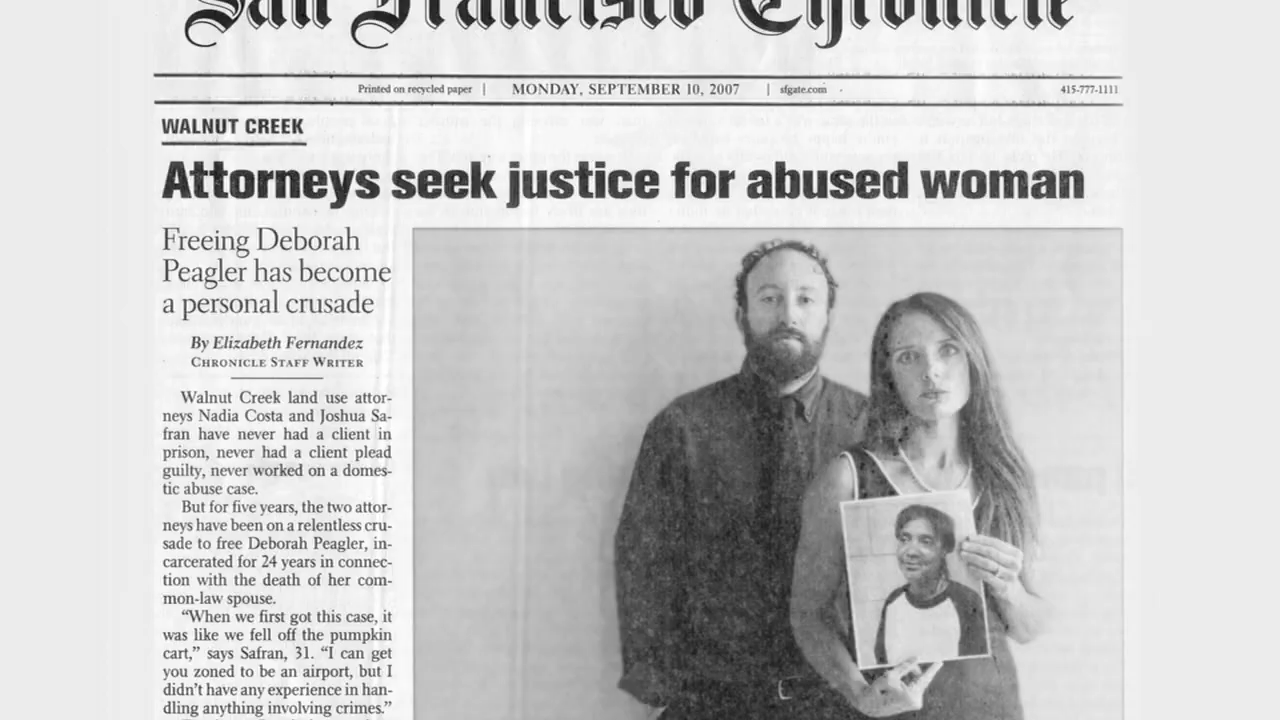 San Francisco Chronicle
Printed on recycled paper | MONDAY, SEPTEMBER 10, 2007 | sfgate.com 415-777-1111
WALNUT CREEK
Attorneys seek justice for abused woman
Freeing Deborah
Peagler has become
a personal crusade
By Elizabeth Fernandez
CHRONICLE STAFF WRITER
Walnut Creek land use attor-
neys Nadia Costa and Joshua Sa-
fran have never had a client in
prison, never had a client plead
guilty, never worked on a domes-
tic abuse case.
But for five years, the two attor-
neys have been on a relentless cru-
sade to free Deborah Peagler, in-
carcerated for 24 years in connec-
tion with the death of her com-
mon-law spouse.
“When we first got this case, it
was like we fell off the pumpkin
cart,” says Safran, 31. “I can get
you zoned to be an airport, but I
didn’t have any experience in han-
dling anything involving crimes.”